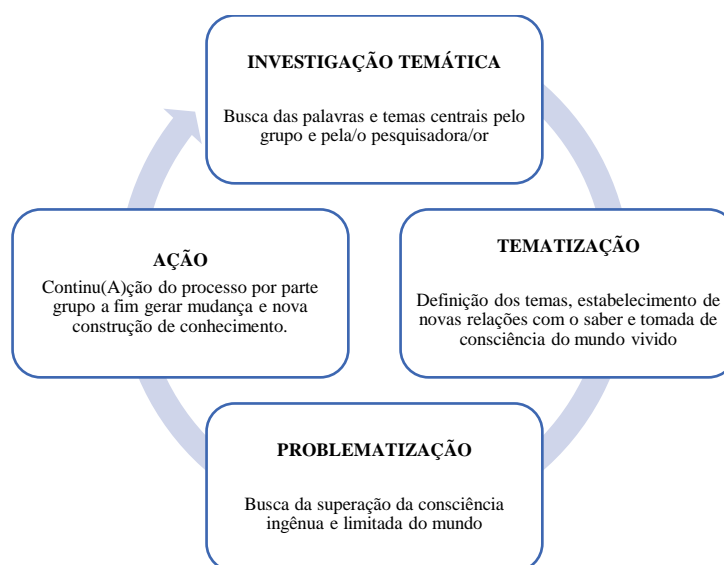 INVESTIGAÇÃO TEMÁTICA
Busca das palavras e temas centrais pelo
grupo e pela/o pesquisadora/or
TEMATIZAÇÃO
Definição dos temas, estabelecimento de
novas relações com o saber e tomada de
consciência do mundo vivido
PROBLEMATIZAÇÃO
Busca da superação da consciência
ingênua e limitada do mundo
AÇÃO
Continu(A)ção do processo por parte
grupo a fim gerar mudança e nova
construção de conhecimento.